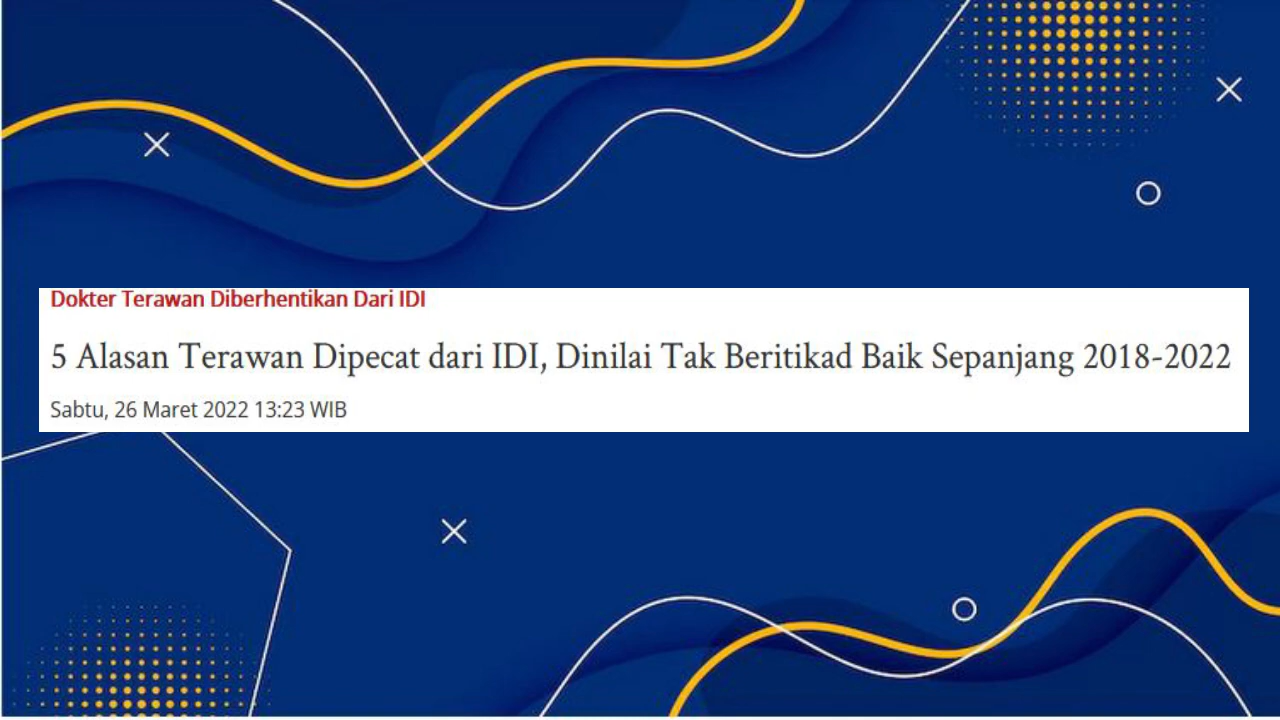 Dokter Terawan Diberhentikan Dari IDI
5 Alasan Terawan Dipecat dari IDI, Dinilai Tak Beritikad Baik Sepanjang 2018-2022
Sabtu, 26 Maret 2022 13:23 WIB